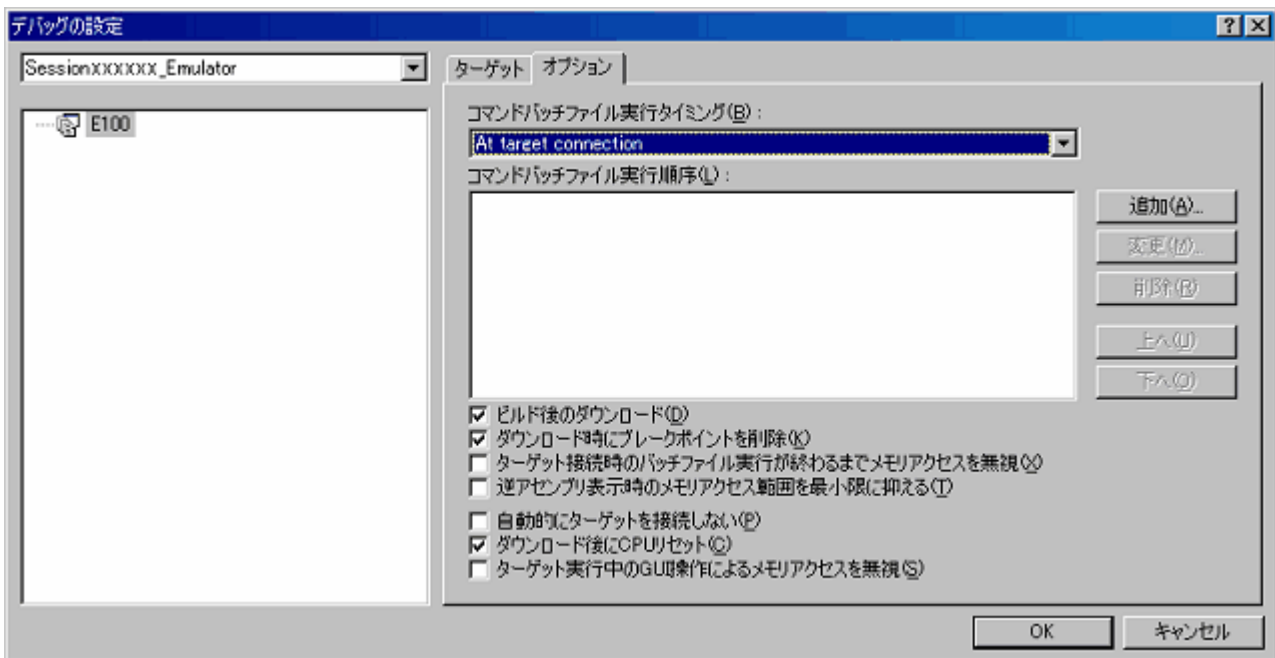 デバッグの設定
SessionXXXXXX_Emulator
E100
ターゲット オプション
コマンドバッチファイル実行タイミング(B) :
At target connection
コマンドバッチファイル実行順序(L) :
追加(A)...
変更(M)...
削除(R)
上へ(U)
下へ(O)
ビルド後のダウンロード(D)
ダウンロード時にブレークポイントを削除(K)
ターゲット接続時のバッチファイル実行が終わるまでメモリアクセスを無視(X)
逆アセンブリ表示時のメモリアクセス範囲を最小限に抑える(T)
自動的にターゲットを接続しない(P)
ダウンロード後にCPUリセット(C)
ターゲット実行中のGUI操作によるメモリアクセスを無視(S)
OK キャンセル